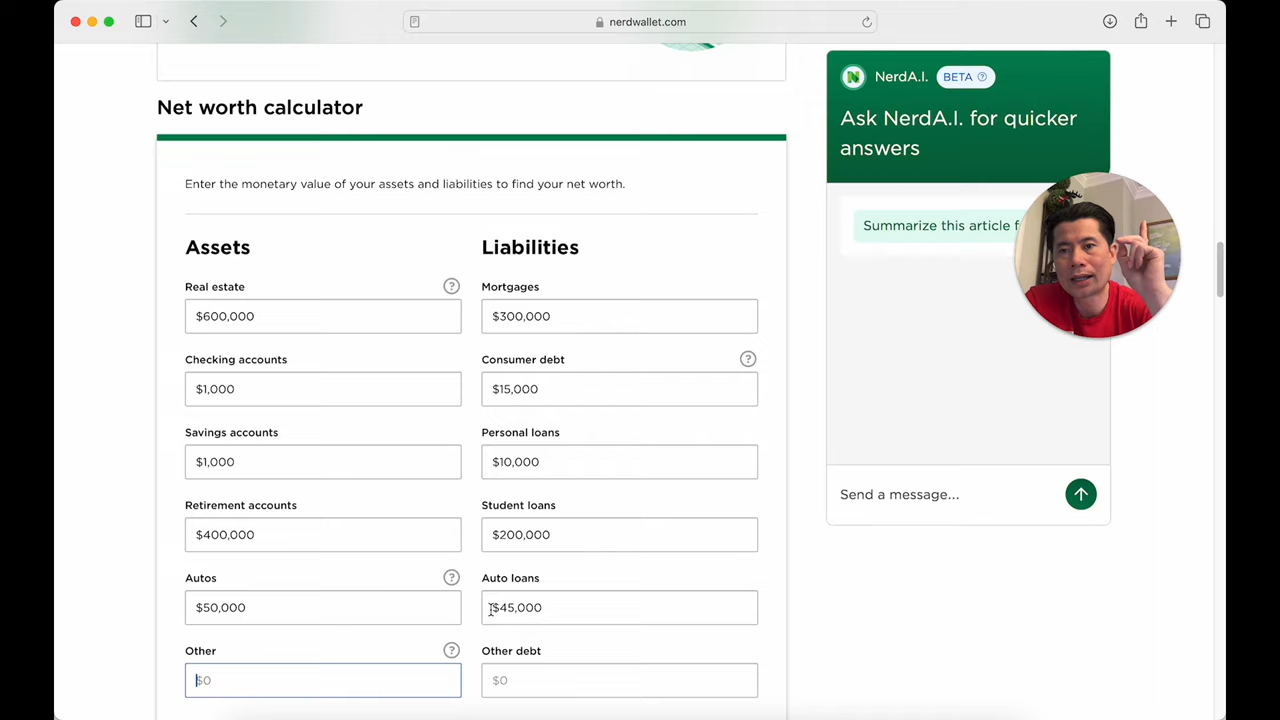 nerdwallet.com
Net worth calculator
Enter the monetary value of your assets and liabilities to find your net worth.
Assets
Liabilities
Real estate
Mortgages
$600,000
$300,000
Checking accounts
Consumer debt
$1,000
$15,000
Savings accounts
Personal loans
$1,000
$10,000
Retirement accounts
Student loans
$400,000
$200,000
Autos
Auto loans
$50,000
$45,000
Other
Other debt
$0
$0
NerdA.I.
BETA
Ask NerdA.I. for quicker
answers
Summarize this article f
Send a message...